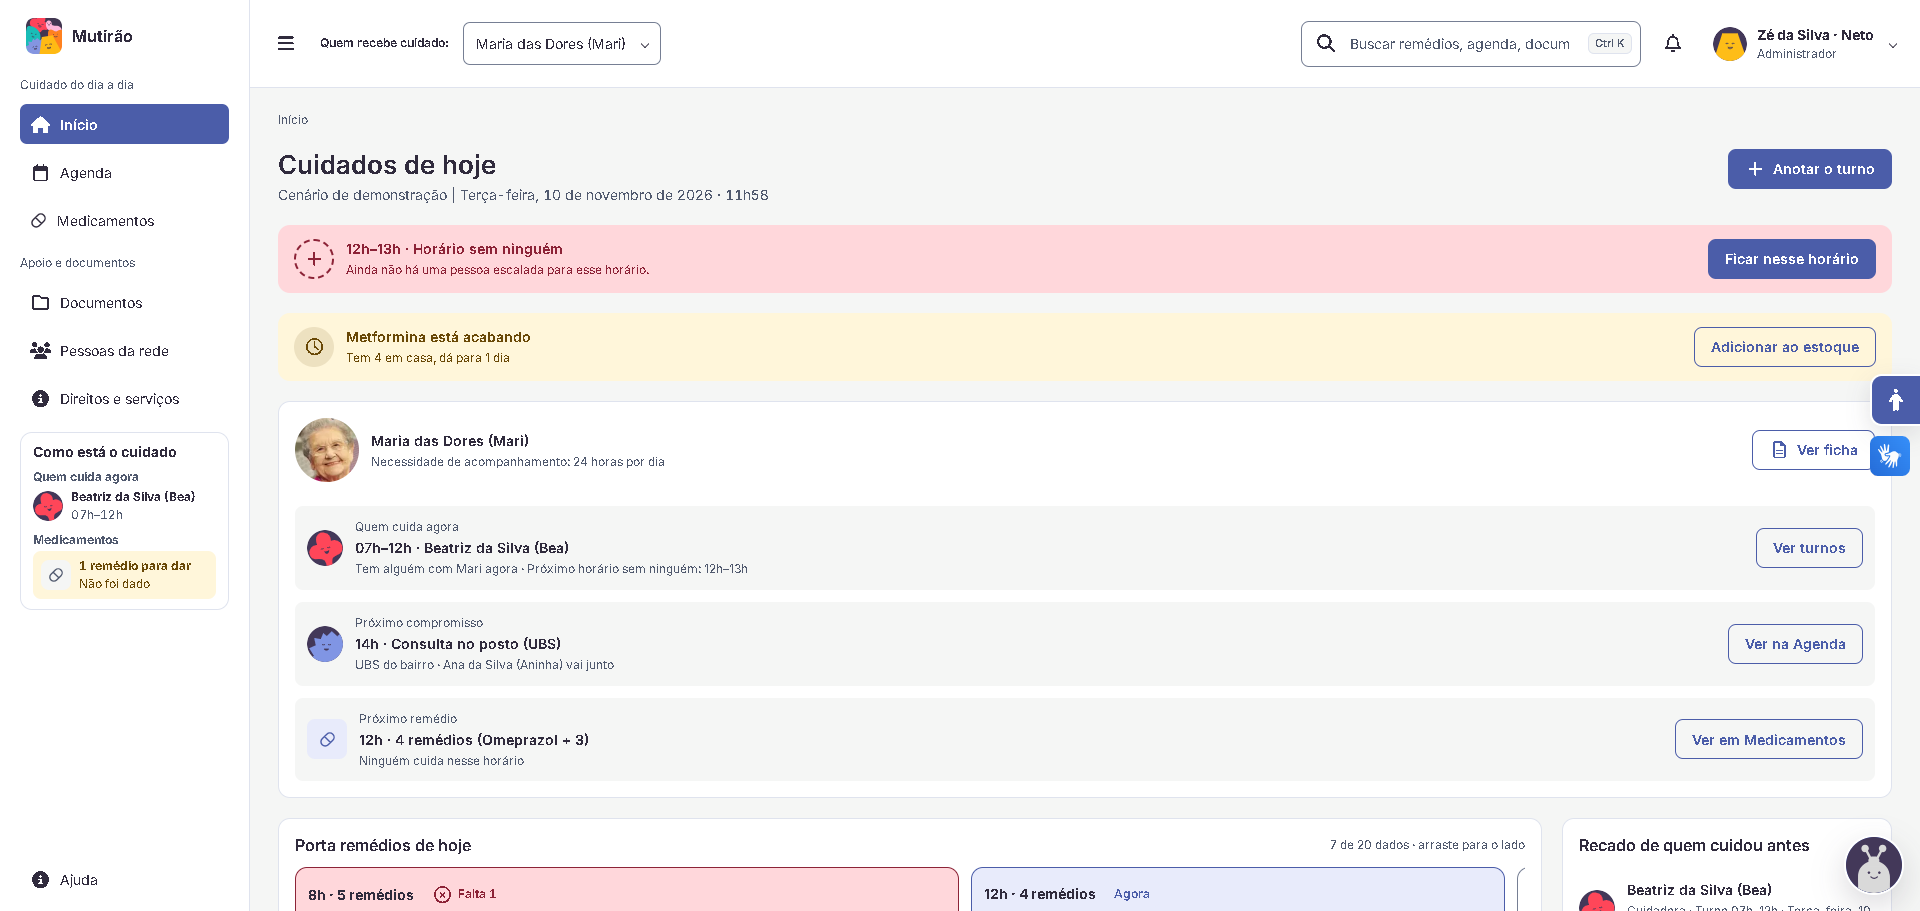 Mutirão
Cuidado do dia a dia
Início
Agenda
Medicamentos
Apoio e documentos
Documentos
Pessoas da rede
Direitos e serviços
Como está o cuidado
Quem cuida agora
Beatriz da Silva (Bea)
07h–12h
Medicamentos
1 remédio para dar
Não foi dado
Ajuda
Quem recebe cuidado:
Maria das Dores (Mari)
Buscar remédios, agenda, docum
Ctrl K
Zé da Silva · Neto
Administrador
Início
Cuidados de hoje
Cenário de demonstração | Terça-feira, 10 de novembro de 2026 · 11h58
Anotar o turno
12h–13h · Horário sem ninguém
Ainda não há uma pessoa escalada para esse horário.
Ficar nesse horário
Metformina está acabando
Tem 4 em casa, dá para 1 dia
Adicionar ao estoque
Maria das Dores (Mari)
Necessidade de acompanhamento: 24 horas por dia
Ver ficha
Quem cuida agora
07h–12h · Beatriz da Silva (Bea)
Tem alguém com Mari agora · Próximo horário sem ninguém: 12h–13h
Ver turnos
Próximo compromisso
14h · Consulta no posto (UBS)
UBS do bairro · Ana da Silva (Aninha) vai junto
Ver na Agenda
Próximo remédio
12h · 4 remédios (Omeprazol + 3)
Ninguém cuida nesse horário
Ver em Medicamentos
Porta remédios de hoje
7 de 20 dados · arraste para o lado
8h · 5 remédios
Falta 1
12h · 4 remédios
Agora
Recado de quem cuidou antes
Beatriz da Silva (Bea)
Cuidadora · Turno 07h–12h · Terça-feira, 10